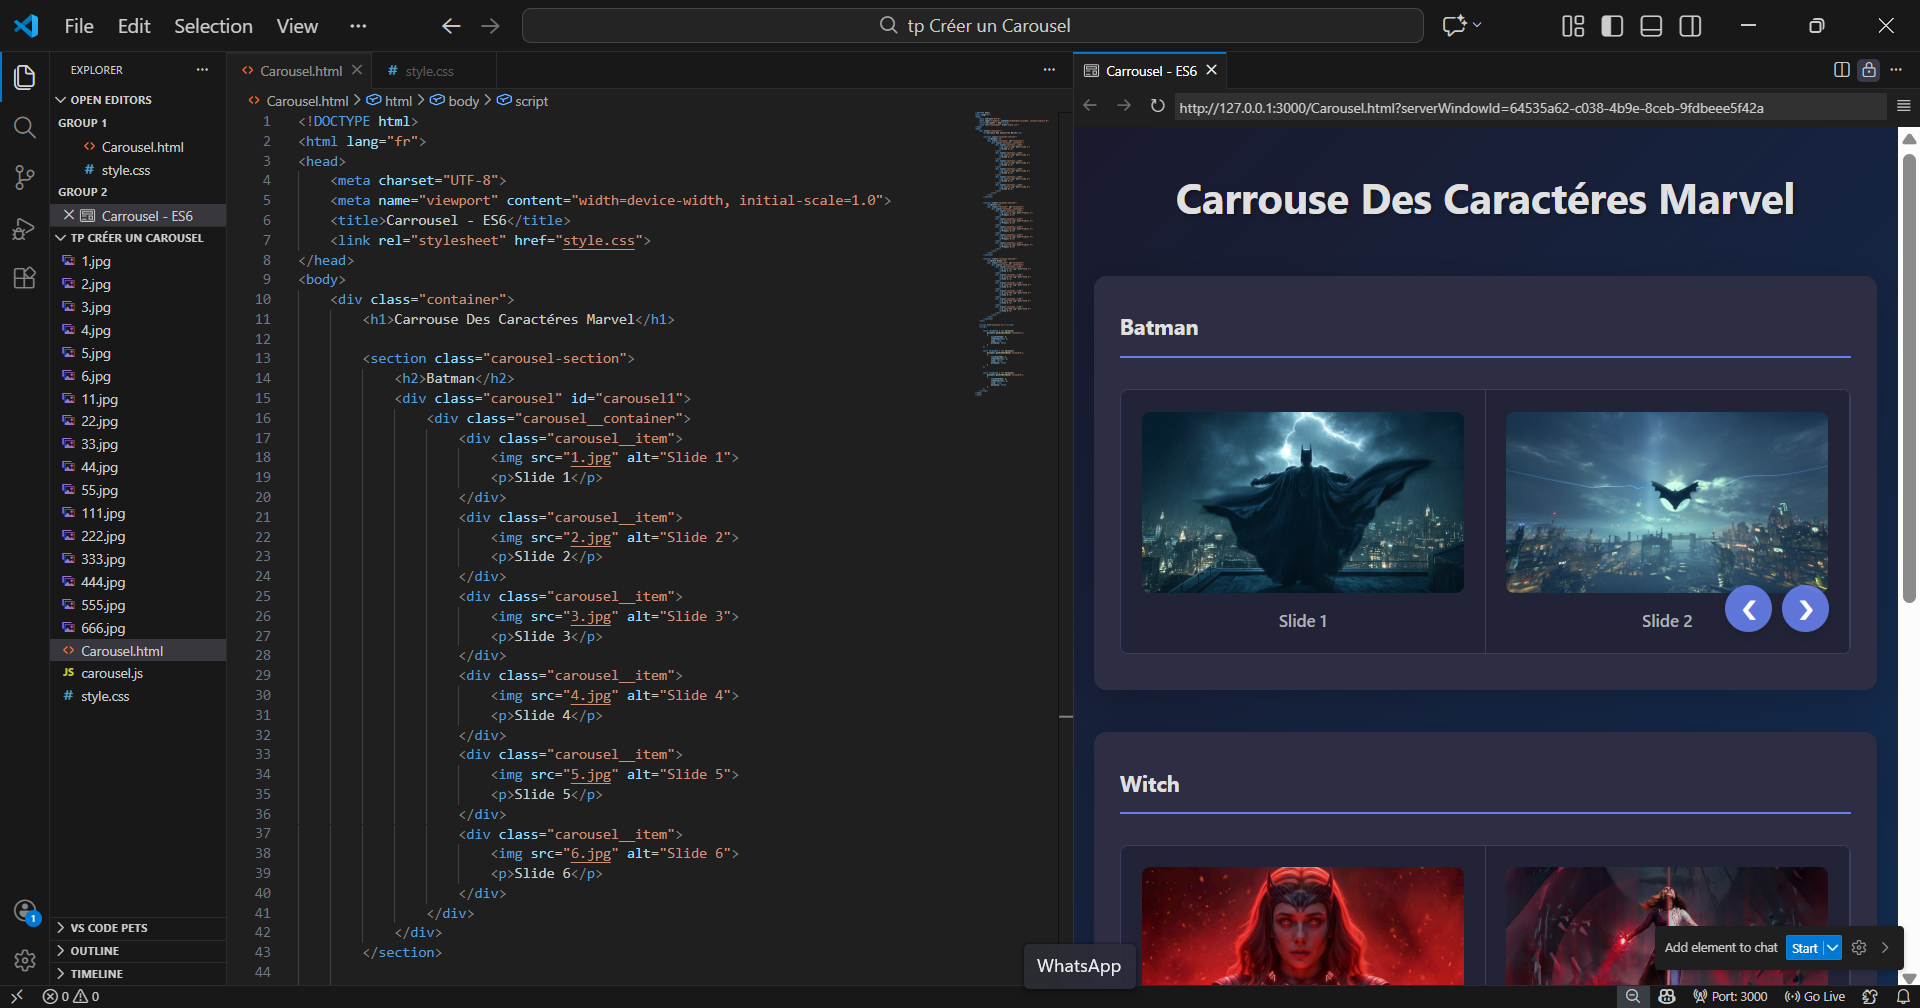 File Edit Selection View
tp Créer un Carousel
EXPLORER
OPEN EDITORS
GROUP 1
Carousel.html
style.css
GROUP 2
Carrousel - ES6
TP CRÉER UN CAROUSEL
1.jpg
2.jpg
3.jpg
4.jpg
5.jpg
6.jpg
11.jpg
22.jpg
33.jpg
44.jpg
55.jpg
111.jpg
222.jpg
333.jpg
444.jpg
555.jpg
666.jpg
Carousel.html
JS carousel.js
# style.css
VS CODE PETS
OUTLINE
TIMELINE
Carousel.html
# style.css
Carousel.html > html > body > script
1 <!DOCTYPE html>
2 <html lang="fr">
3 <head>
4 <meta charset="UTF-8">
5 <meta name="viewport" content="width=device-width, initial-scale=1.0">
6 <title>Carrousel - ES6</title>
7 <link rel="stylesheet" href="style.css">
8 </head>
9 <body>
10 <div class="container">
11 <h1>Carrouse Des Caractéres Marvel</h1>
12
13 <section class="carousel-section">
14 <h2>Batman</h2>
15 <div class="carousel" id="carousel1">
16 <div class="carousel__container">
17 <div class="carousel__item">
18 <img src="1.jpg" alt="Slide 1">
19 <p>Slide 1</p>
20 </div>
21 <div class="carousel__item">
22 <img src="2.jpg" alt="Slide 2">
23 <p>Slide 2</p>
24 </div>
25 <div class="carousel__item">
26 <img src="3.jpg" alt="Slide 3">
27 <p>Slide 3</p>
28 </div>
29 <div class="carousel__item">
30 <img src="4.jpg" alt="Slide 4">
31 <p>Slide 4</p>
32 </div>
33 <div class="carousel__item">
34 <img src="5.jpg" alt="Slide 5">
35 <p>Slide 5</p>
36 </div>
37 <div class="carousel__item">
38 <img src="6.jpg" alt="Slide 6">
39 <p>Slide 6</p>
40 </div>
41 </div>
42 </div>
43 </section>
44
Carrousel - ES6
http://127.0.0.1:3000/Carousel.html?serverWindowId=64535a62-c038-4b9e-8ceb-9fdbeee5f42a
Carrouse Des Caractéres Marvel
Batman
Slide 1
Slide 2
Witch
Add element to chat Start
WhatsApp
1
0 0
Port: 3000
Go Live